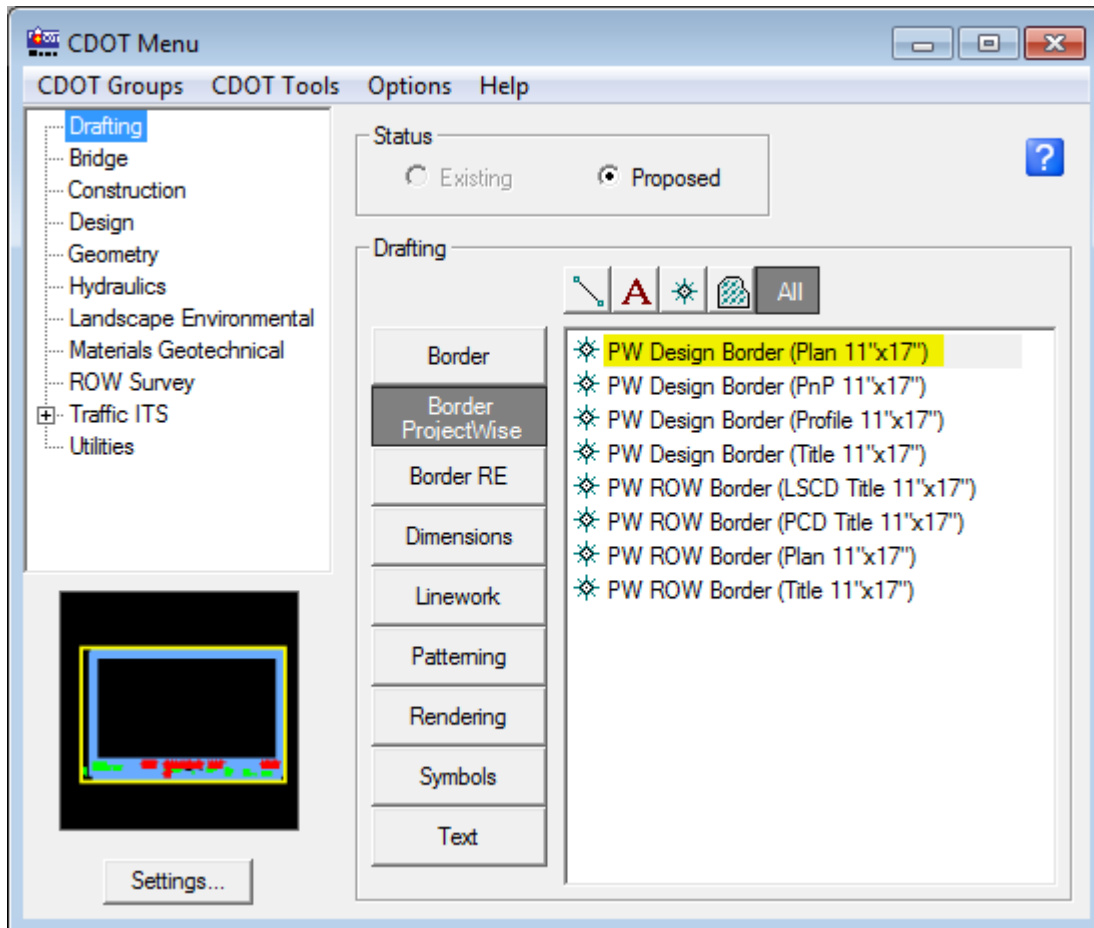 CDOT Menu
CDOT Groups CDOT Tools Options Help
Drafting
Bridge
Construction
Design
Geometry
Hydraulics
Landscape Environmental
Materials Geotechnical
ROW Survey
Traffic ITS
Utilities
Settings...
Status
Existing Proposed
?
Drafting
A All
Border
Border
ProjectWise
Border RE
Dimensions
Linework
Patterning
Rendering
Symbols
Text
PW Design Border (Plan 11"x17")
PW Design Border (PnP 11"x17")
PW Design Border (Profile 11"x17")
PW Design Border (Title 11"x17")
PW ROW Border (LSCD Title 11"x17")
PW ROW Border (PCD Title 11"x17")
PW ROW Border (Plan 11"x17")
PW ROW Border (Title 11"x17")